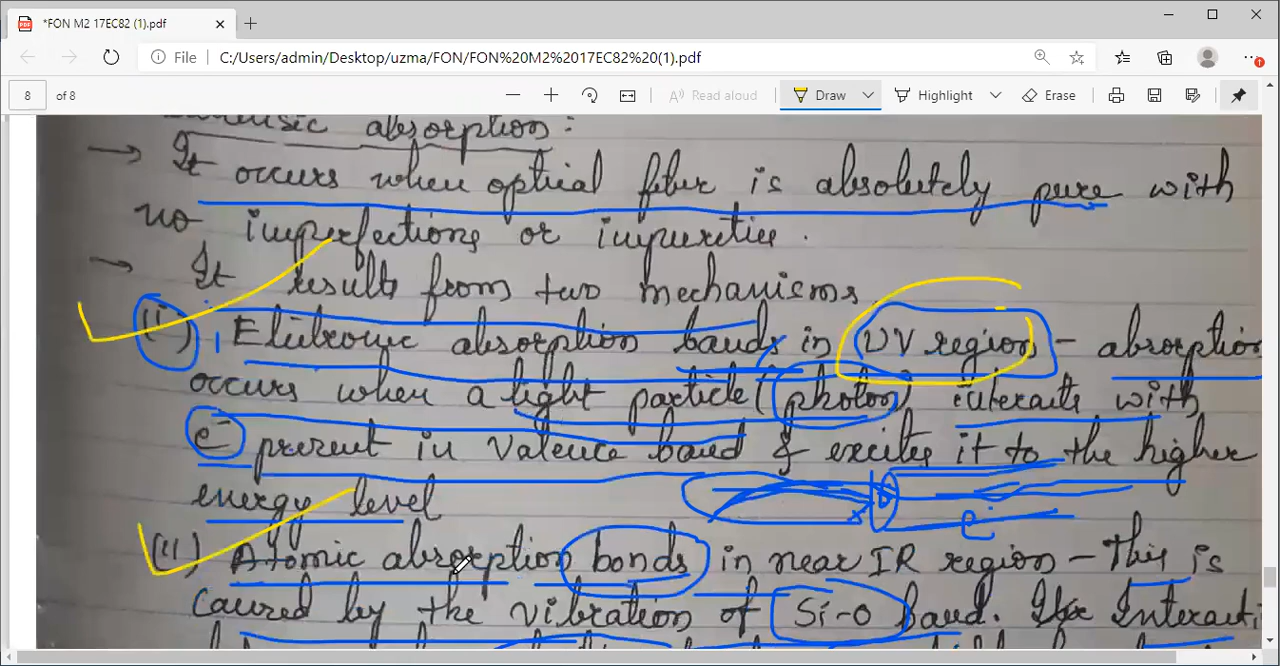 *FON M2 17EC82 (1).pdf
File C:/Users/admin/Desktop/uzma/FON/FON%20M2%2017EC82%20(1).pdf
8 of 8 Read aloud Draw Highlight Erase
absorption:
→ It occurs when optical fiber is absolutely pure with
no imperfections or impurities.
→ It results from two mechanisms.
(i) Eletronic absorption bands in UV region - absorption
occurs when a light particle (photon) interacts with
e- present in valence band & excites it to the higher
energy level
e-
(ii) Atomic absorption bonds in near IR region - This is
caused by the vibration of Si-O band. The Interacti